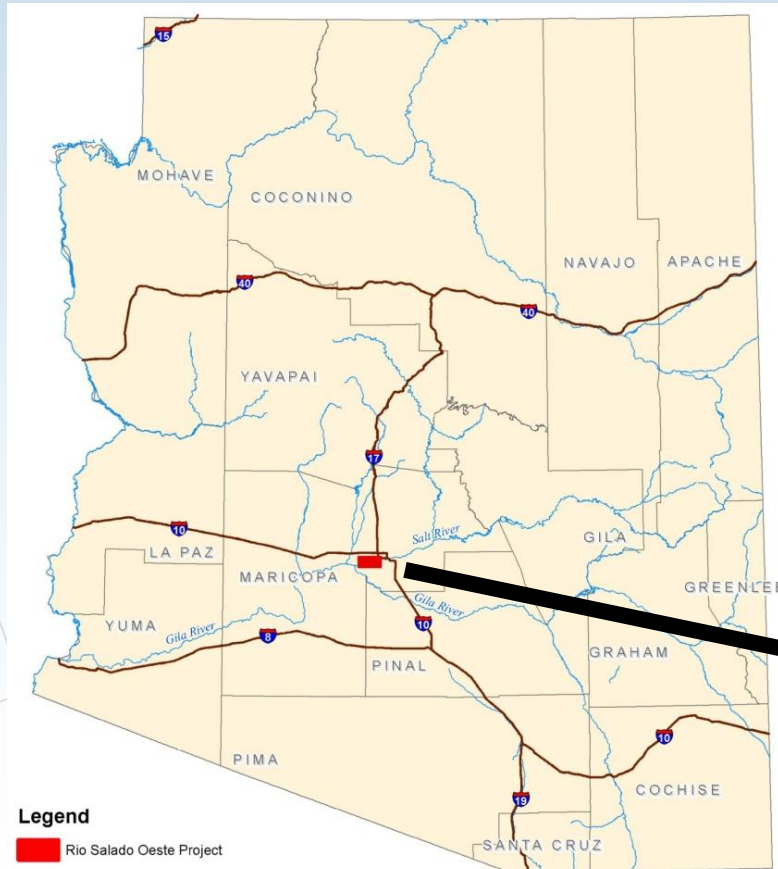 15
MOHAVE
COCONINO
NAVAJO
APACHE
40
40
YAVAPAI
17
10
Salt River
LA PAZ
GILA
MARICOPA
GREENLEE
YUMA
Gila River
Gila River
10
8
GRAHAM
PINAL
10
PIMA
COCHISE
19
Legend
SANTA CRUZ
Rio Salado Oeste Project